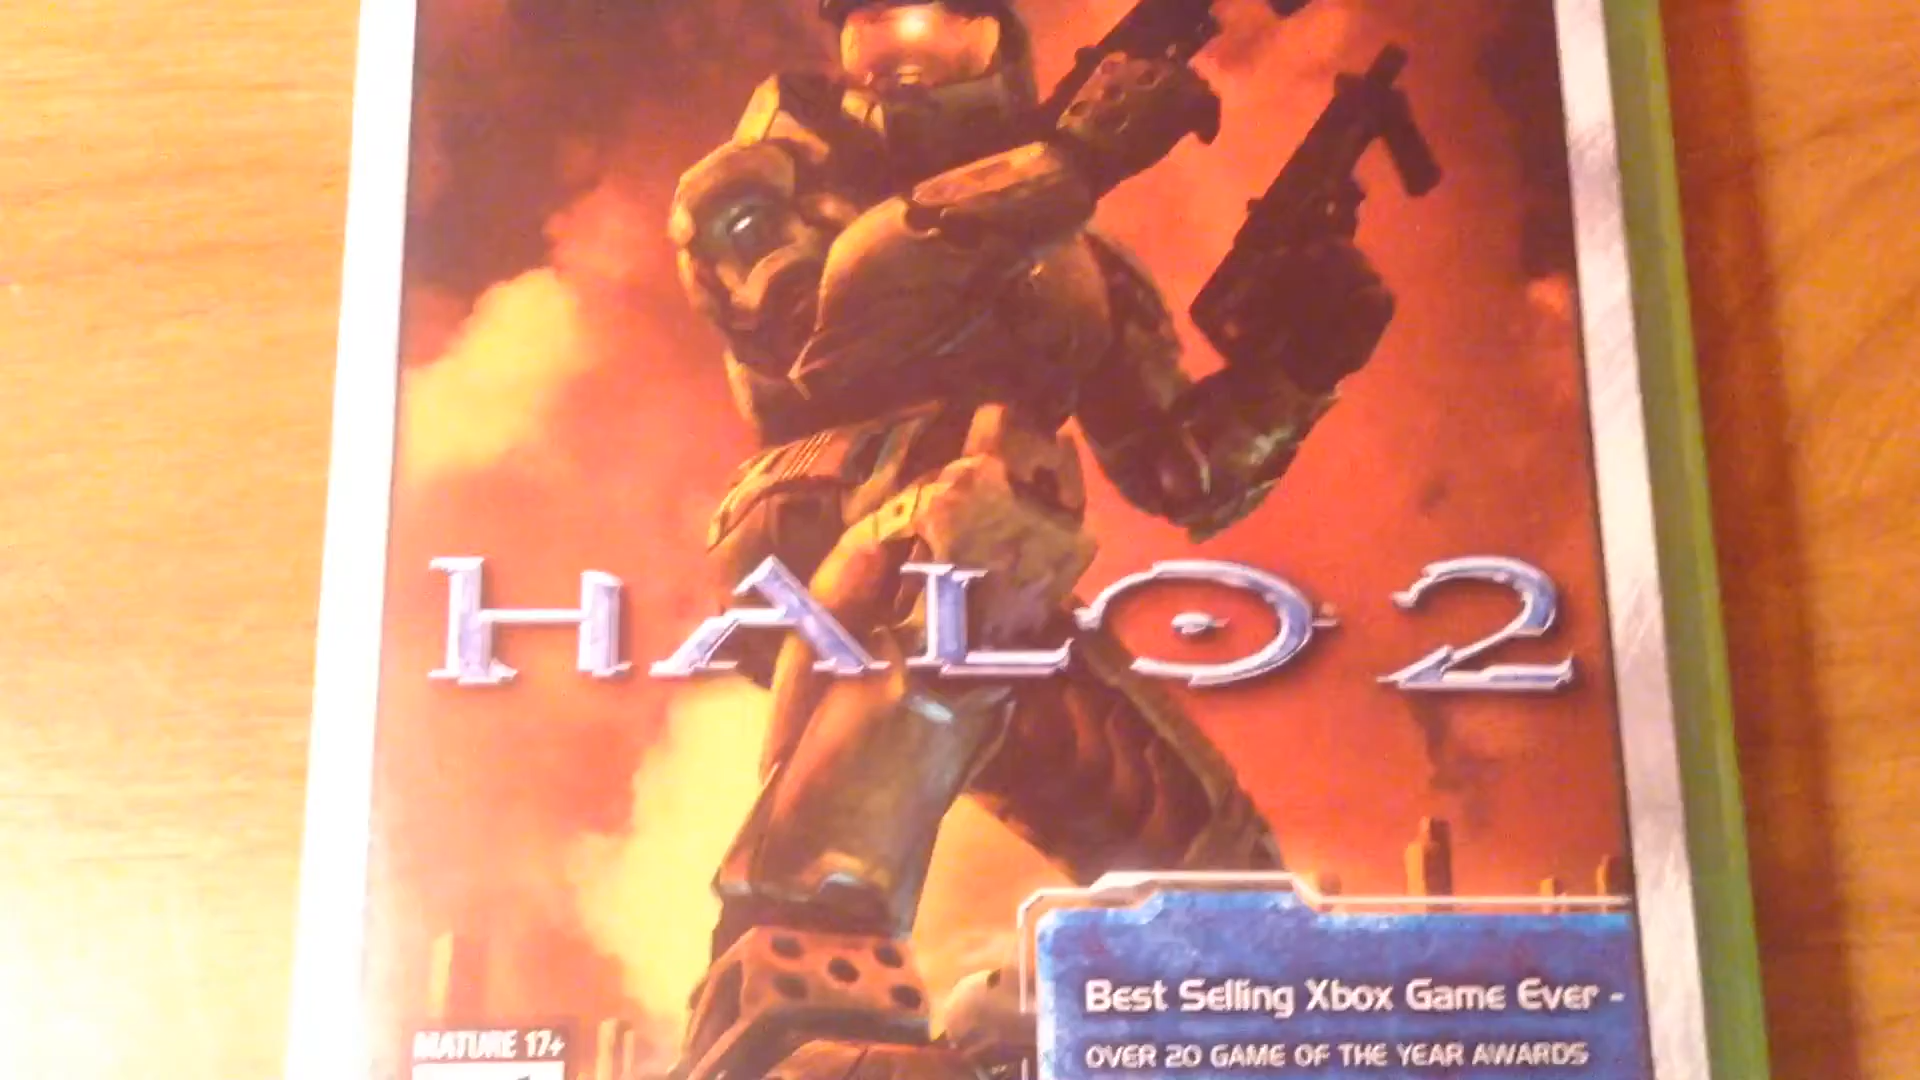 HALO 2
Best Selling Xbox Game Ever -
OVER 20 GAME OF THE YEAR AWARDS
MATURE 17+